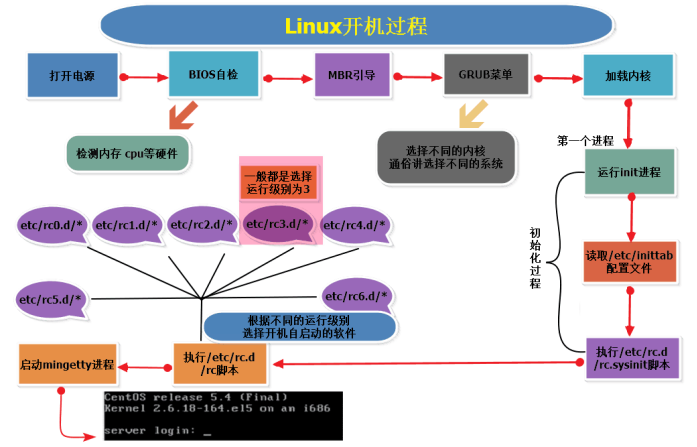 Linux开机过程
打开电源
BIOS自检
MBR引导
GRUB菜单
加载内核
检测内存 cpu等硬件
选择不同的内核
通俗讲选择不同的系统
第一个进程
运行init进程
一般都是选择
运行级别为3
etc/rc0.d/*
etc/rc1.d/*
etc/rc2.d/*
etc/rc3.d/*
etc/rc4.d/*
初始化过程
读取/etc/inittab
配置文件
etc/rc5.d/*
etc/rc6.d/*
根据不同的运行级别
选择开机自启动的软件
启动mingetty进程
执行/etc/rc.d
/rc脚本
执行/etc/rc.d
/rc.sysinit脚本
CentOS release 5.4 (Final)
Kernel 2.6.18-164.el5 on an i686
server login: _